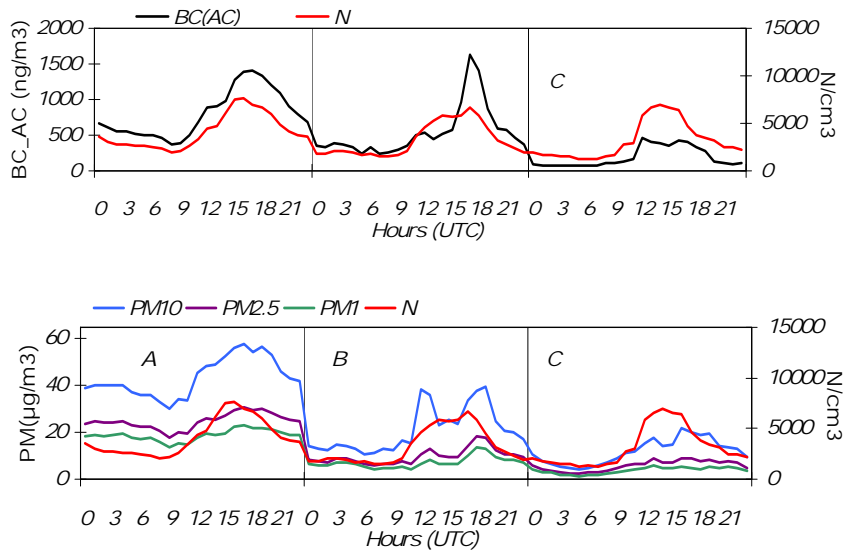 BC(AC) N
2000 15000
1500 10000
1000
500 5000
0 0
BC_AC (ng/m3)
N/cm3
C
0 3 6 9 12 15 18 21 0 3 6 9 12 15 18 21 0 3 6 9 12 15 18 21
Hours (UTC)
PM10 PM2.5 PM1 N
60 15000
40 10000
20 5000
0 0
PM(µg/m3)
N/cm3
A B C
0 3 6 9 12 15 18 21 0 3 6 9 12 15 18 21 0 3 6 9 12 15 18 21
Hours (UTC)